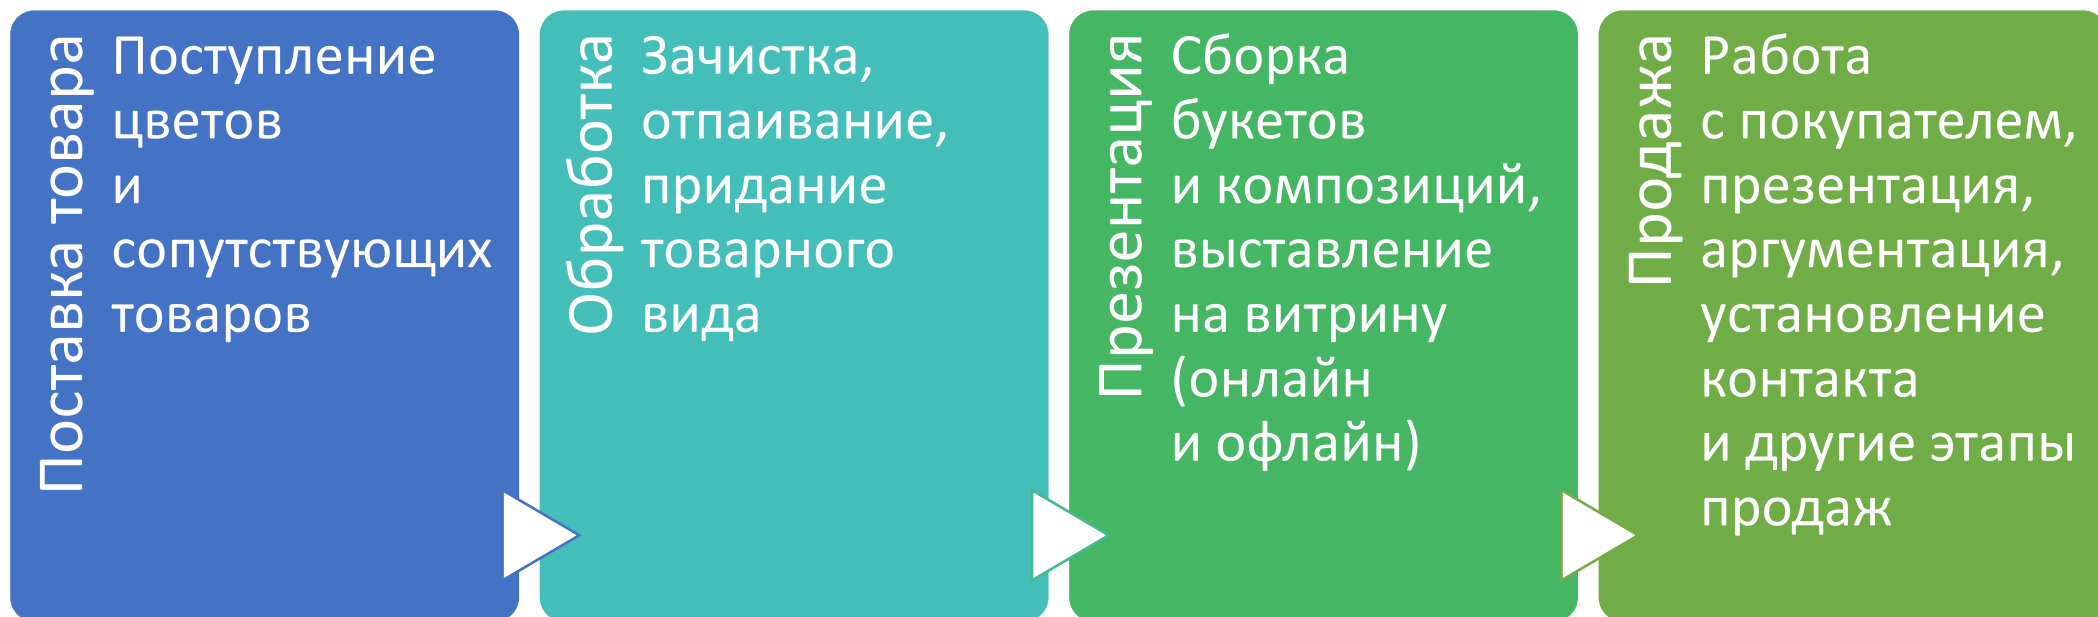 Поставка товара
Поступление
цветов
и
сопутствующих
товаров
Обработка
Зачистка,
отпаивание,
придание
товарного
вида
Презентация
Сборка
букетов
и композиций,
выставление
на витрину
(онлайн
и офлайн)
Продажа
Работа
с покупателем,
презентация,
аргументация,
установление
контакта
и другие этапы
продаж